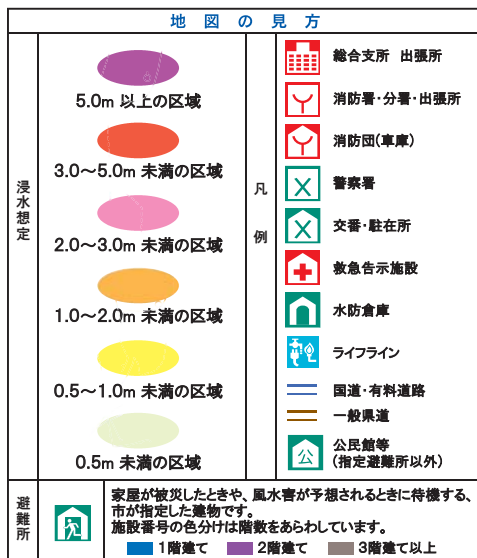 地図の見方
浸水想定
5.0m 以上の区域
3.0～5.0m 未満の区域
2.0～3.0m 未満の区域
1.0～2.0m 未満の区域
0.5～1.0m 未満の区域
0.5m 未満の区域
凡例
総合支所 出張所
消防署・分署・出張所
消防団(車庫)
警察署
交番・駐在所
救急告示施設
水防倉庫
ライフライン
国道・有料道路
一般県道
公
公民館等
(指定避難所以外)
避難所
家屋が被災したときや、風水害が予想されるときに待機する、
市が指定した建物です。
施設番号の色分けは階数をあらわしています。
1階建て 2階建て 3階建て以上